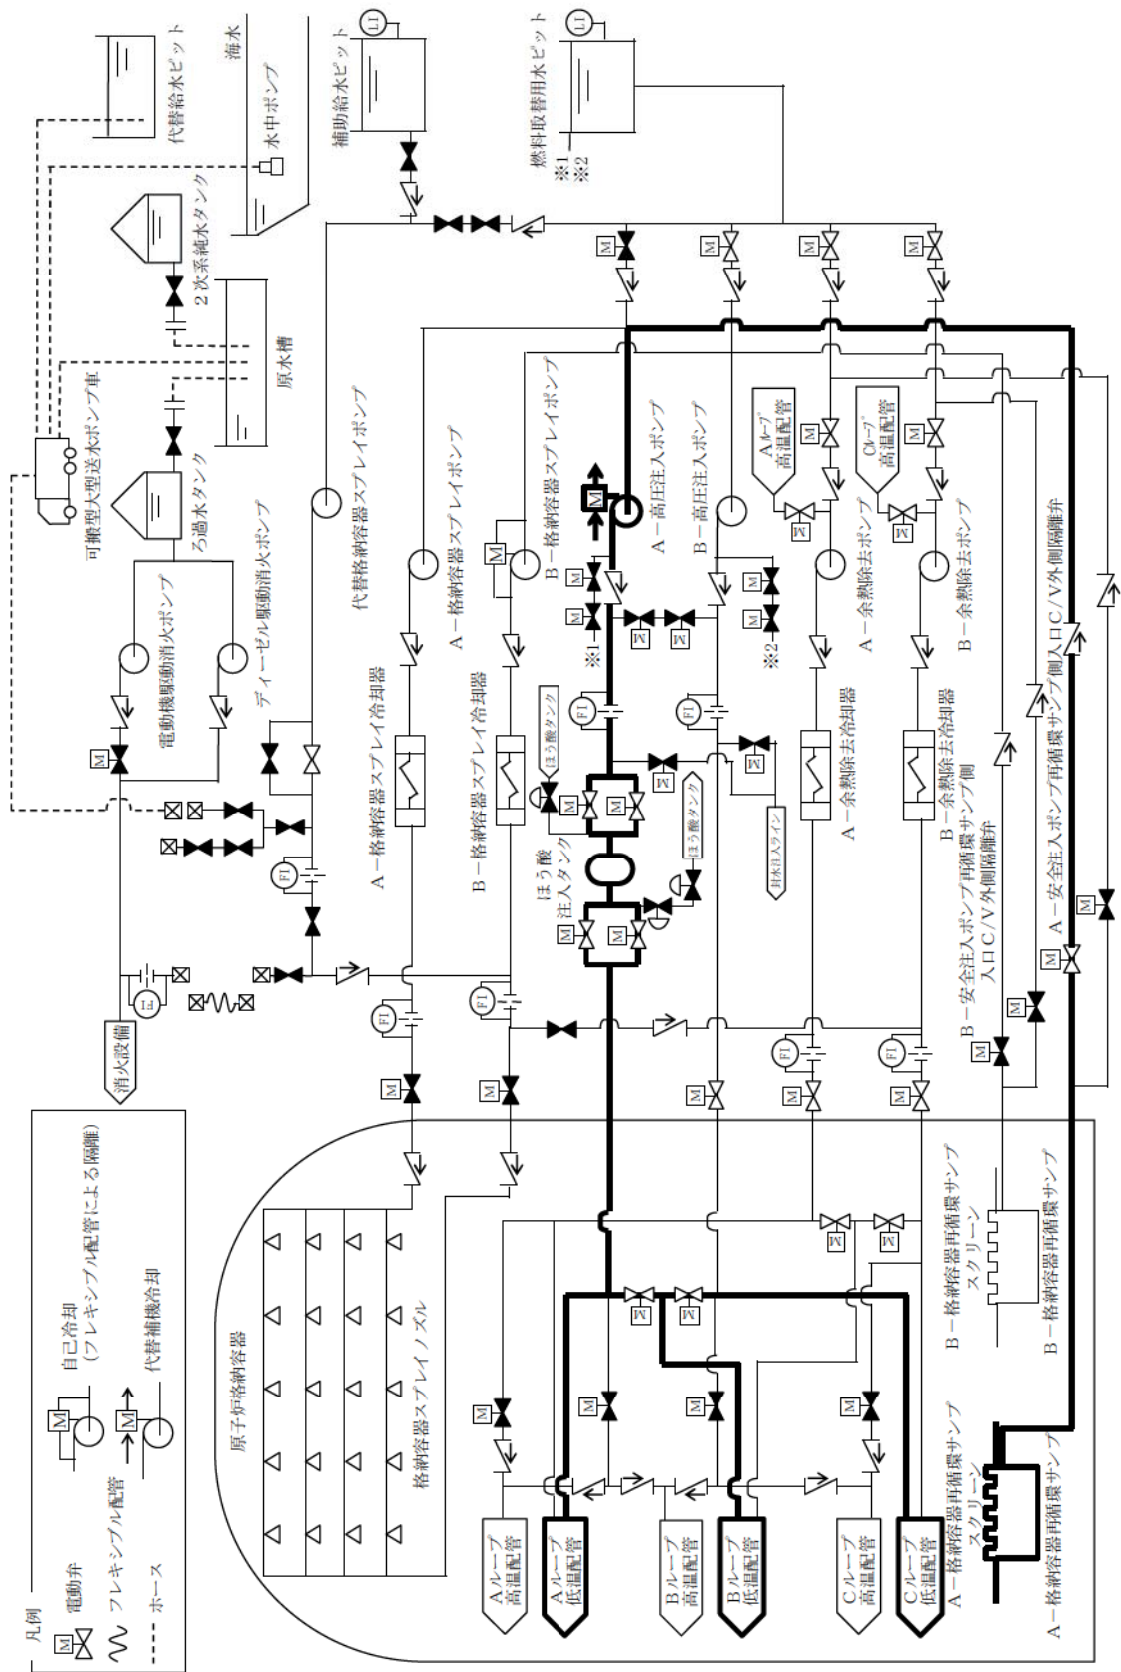 凡例
M
電動弁
フレキシブル配管
ホース
M
自己冷却
(フレキシブル配管による隔離)
M
代替補機冷却
消火設備
FI
電動機駆動消火ポンプ
M
ディーゼル駆動消火ポンプ
ろ過水タンク
可搬型大型送水ポンプ車
原水槽
2次系純水タンク
水中ポンプ
海水
代替給水ピット
補助給水ピット
LI
燃料取替用水ピット
LI
※1
※2
代替格納容器スプレイポンプ
FI
原子炉格納容器
格納容器スプレイノズル
A-格納容器スプレイ冷却器
A-格納容器スプレイポンプ
M
FI
B-格納容器スプレイ冷却器
B-格納容器スプレイポンプ
M
FI
M
ほう酸
注入タンク
ほう酸タンク
ほう酸タンク
封水注入ライン
M
M
M
M
M
M
FI
FI
※1
※2
M
M
M
M
M
M
M
A-高圧注入ポンプ
B-高圧注入ポンプ
M
M
M
M
Aループ
高温配管
Cループ
高温配管
M
M
M
M
A-余熱除去ポンプ
B-余熱除去ポンプ
A-余熱除去冷却器
B-余熱除去冷却器
FI
FI
M
M
M
B-安全注入ポンプ再循環サンプ側
入口C/V外側隔離弁
A-安全注入ポンプ再循環サンプ側入口C/V外側隔離弁
M
M
M
M
M
M
M
M
M
M
M
M
M
Aループ
高温配管
Aループ
低温配管
Bループ
高温配管
Bループ
低温配管
Cループ
高温配管
Cループ
低温配管
B-格納容器再循環サンプ
スクリーン
B-格納容器再循環サンプ
A-格納容器再循環サンプ
スクリーン
A-格納容器再循環サンプ